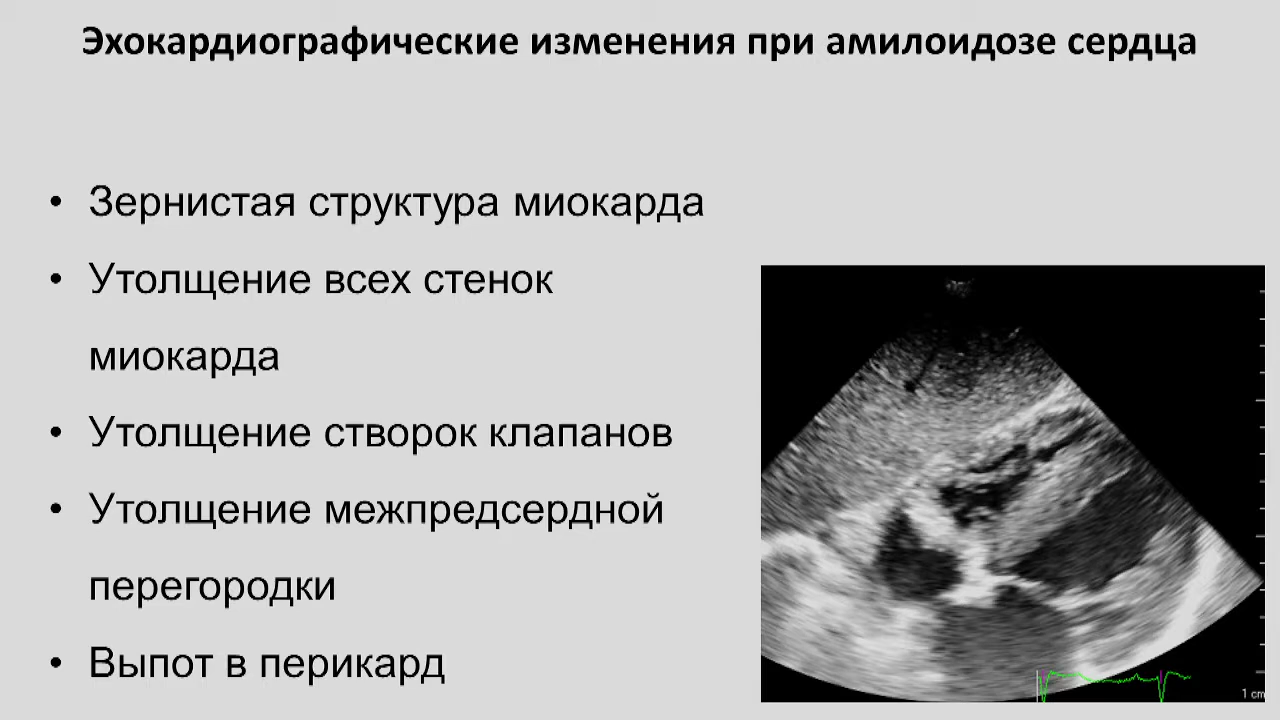 Эхокардиографические изменения при амилоидозе сердца
• Зернистая структура миокарда
• Утолщение всех стенок
миокарда
• Утолщение створок клапанов
• Утолщение межпредсердной
перегородки
• Выпот в перикард
1 cm